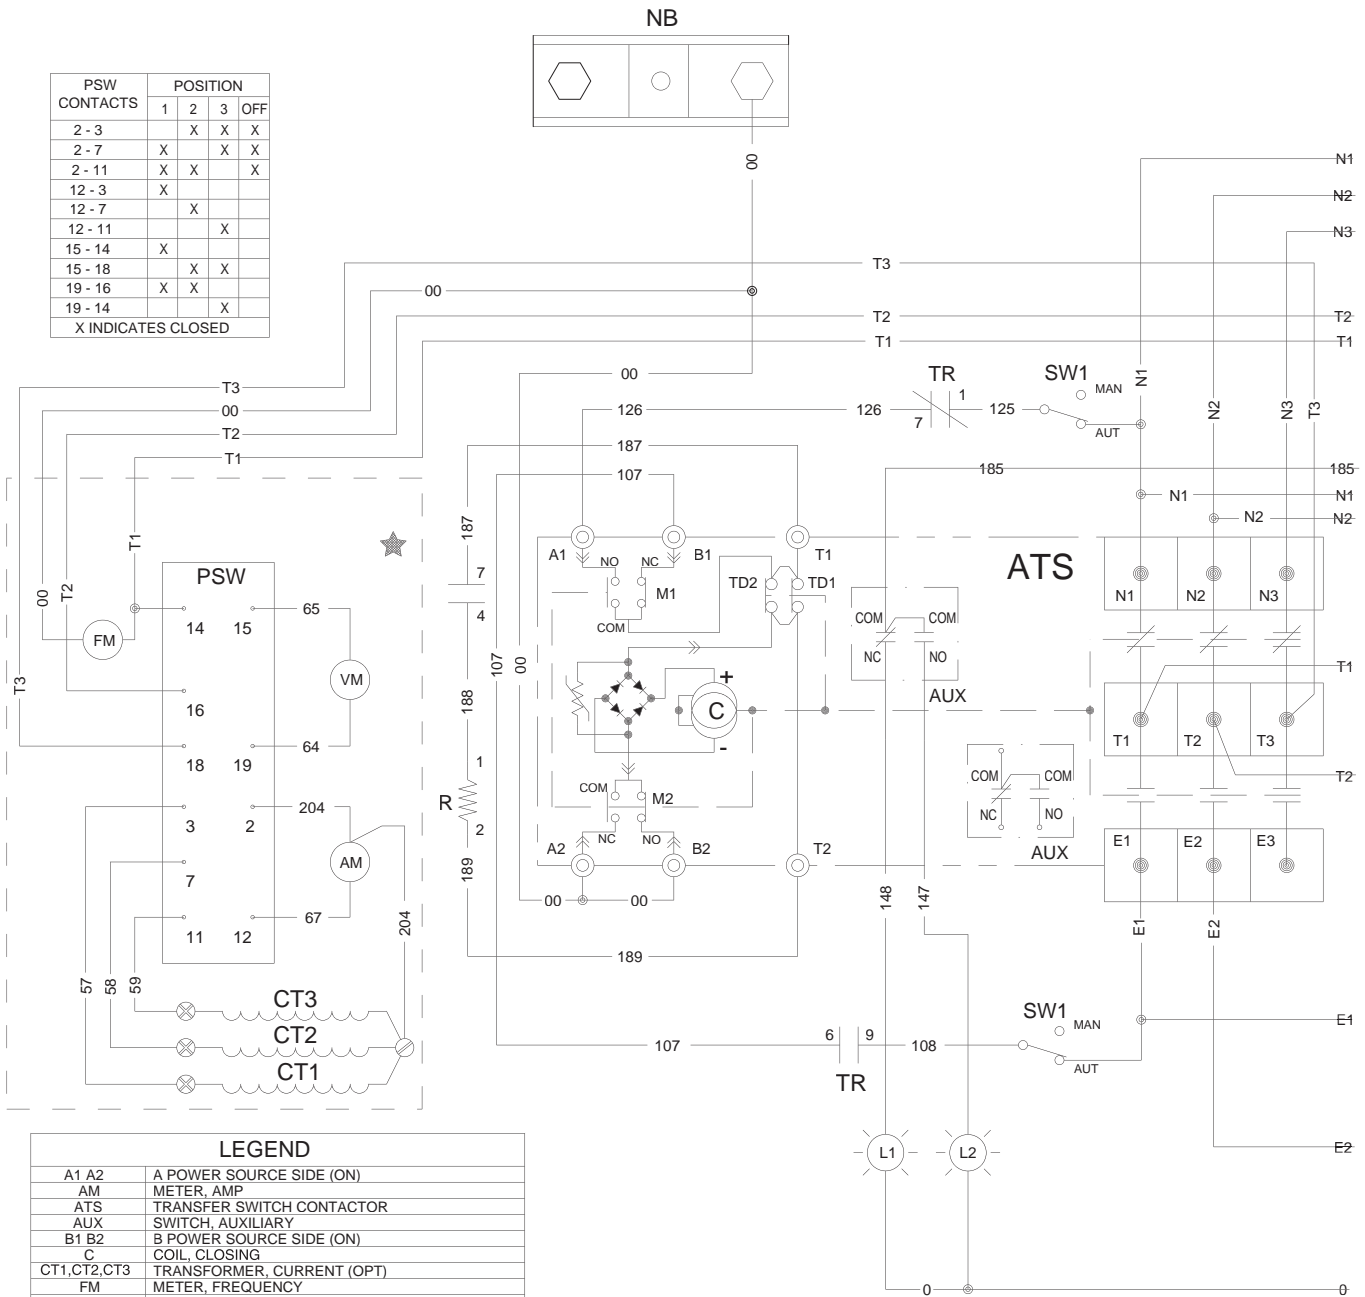 NB
PSW CONTACTS POSITION
1 2 3 OFF
2 - 3 X X X
2 - 7 X X X
2 - 11 X X X
12 - 3 X
12 - 7 X
12 - 11 X
15 - 14 X
15 - 18 X X
19 - 16 X X
19 - 14 X
X INDICATES CLOSED
00
N1
N2
N3
T3
00
T2 T2
T1 T1
T3
00
T2
T1
00
126 126
TR
7 1
125
SW1
MAN
AUT
N1
N2
N3
T3
187
107
185 185
N1 N1
N2 N2
187
T1
00
T2
T3
PSW
FM
14 15
65
VM
16
18 19
64
3 2
204
7
AM
11 12
67
204
57
58
59
CT3
CT2
CT1
7
4
188
107
00
R
1
2
189
A1 B1 T1
NO NC
M1
COM
TD2 TD1
+
C
-
COM
M2
NC NO
A2 B2 T2
00 00
189
COM COM
NC NO
AUX
ATS
N1 N2 N3
T1
T1 T2 T3
T2
COM COM
NC NO
AUX
E1 E2 E3
148
147
E1
E2
107
6 9
TR
108
SW1
MAN
AUT
E1
E2
L1 L2
0 0
LEGEND
A1 A2 A POWER SOURCE SIDE (ON)
AM METER, AMP
ATS TRANSFER SWITCH CONTACTOR
AUX SWITCH, AUXILIARY
B1 B2 B POWER SOURCE SIDE (ON)
C COIL, CLOSING
CT1,CT2,CT3 TRANSFORMER, CURRENT (OPT)
FM METER, FREQUENCY